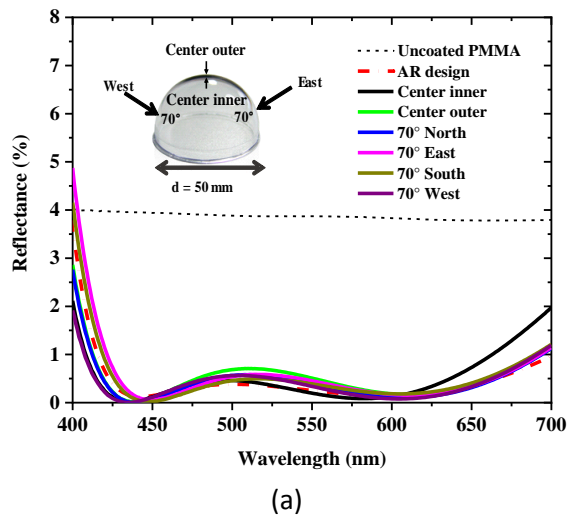 8
7
6
5
4
3
2
1
0
Reflectance (%)
Center outer
West
East
Center inner
70°
70°
d = 50 mm
Uncoated PMMA
AR design
Center inner
Center outer
70° North
70° East
70° South
70° West
400 450 500 550 600 650 700
Wavelength (nm)
(a)